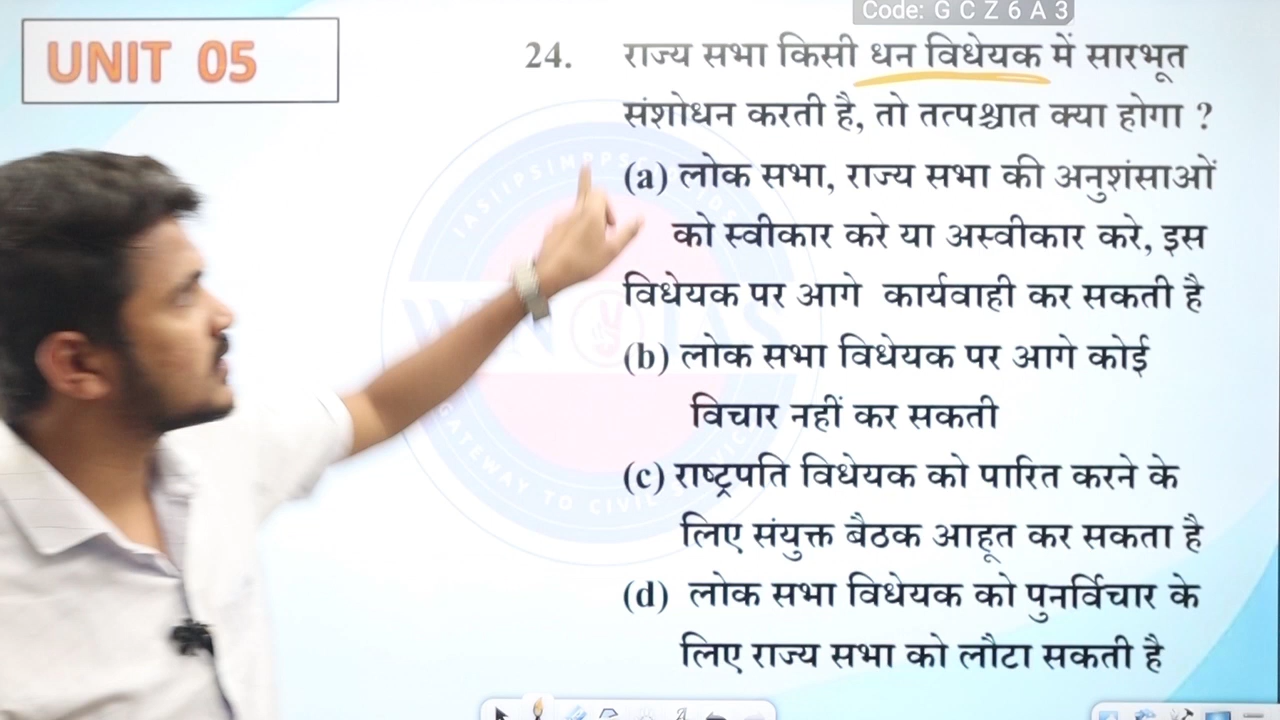 Code: G C Z 6 A 3
UNIT 05
24. राज्य सभा किसी धन विधेयक में सारभूत
संशोधन करती है, तो तत्पश्चात क्या होगा ?
(a) लोक सभा, राज्य सभा की अनुशंसाओं
को स्वीकार करे या अस्वीकार करे, इस
विधेयक पर आगे कार्यवाही कर सकती है
(b) लोक सभा विधेयक पर आगे कोई
विचार नहीं कर सकती
(c) राष्ट्रपति विधेयक को पारित करने के
लिए संयुक्त बैठक आहूत कर सकता है
(d) लोक सभा विधेयक को पुनर्विचार के
लिए राज्य सभा को लौटा सकती है